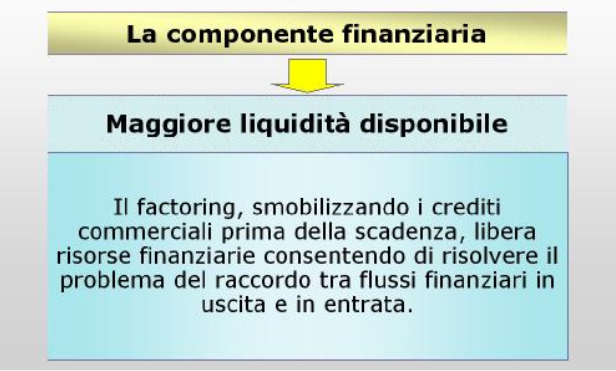 La componente finanziaria
Maggiore liquidità disponibile
Il factoring, smobilizzando i crediti
commerciali prima della scadenza, libera
risorse finanziarie consentendo di risolvere il
problema del raccordo tra flussi finanziari in
uscita e in entrata.